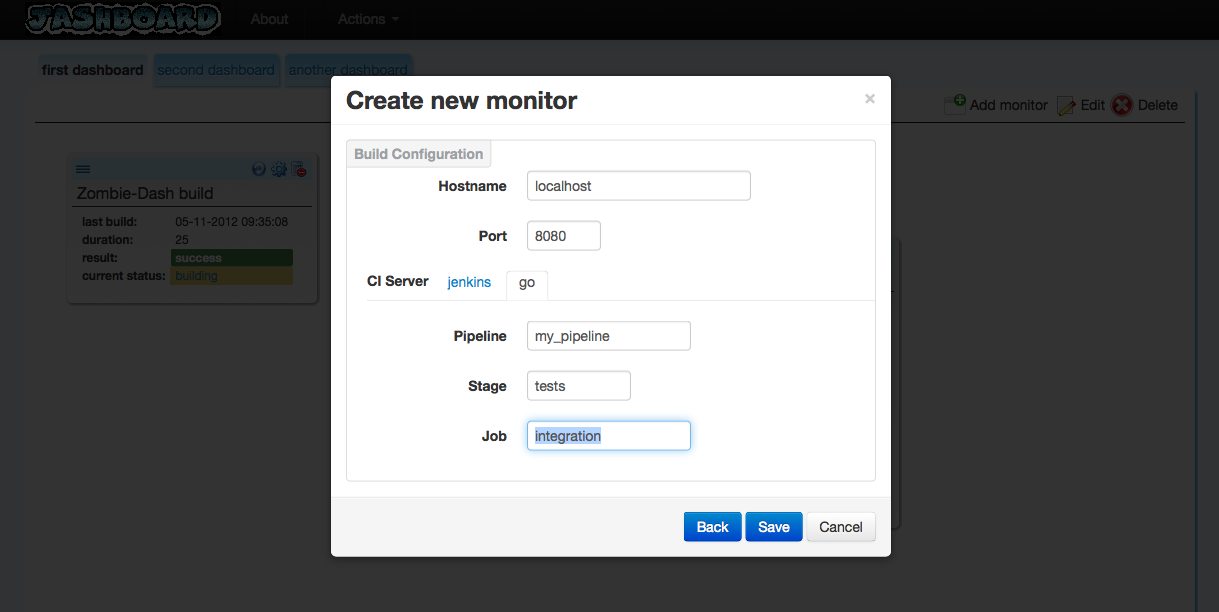 JASHBOARD About Actions
first dashboard second dashboard another dashboard
Add monitor Edit Delete
Zombie-Dash build
last build: 05-11-2012 09:35:08
duration: 25
result: success
current status: building
Create new monitor ×
Build Configuration
Hostname localhost
Port 8080
CI Server jenkins go
Pipeline my_pipeline
Stage tests
Job integration
Back Save Cancel